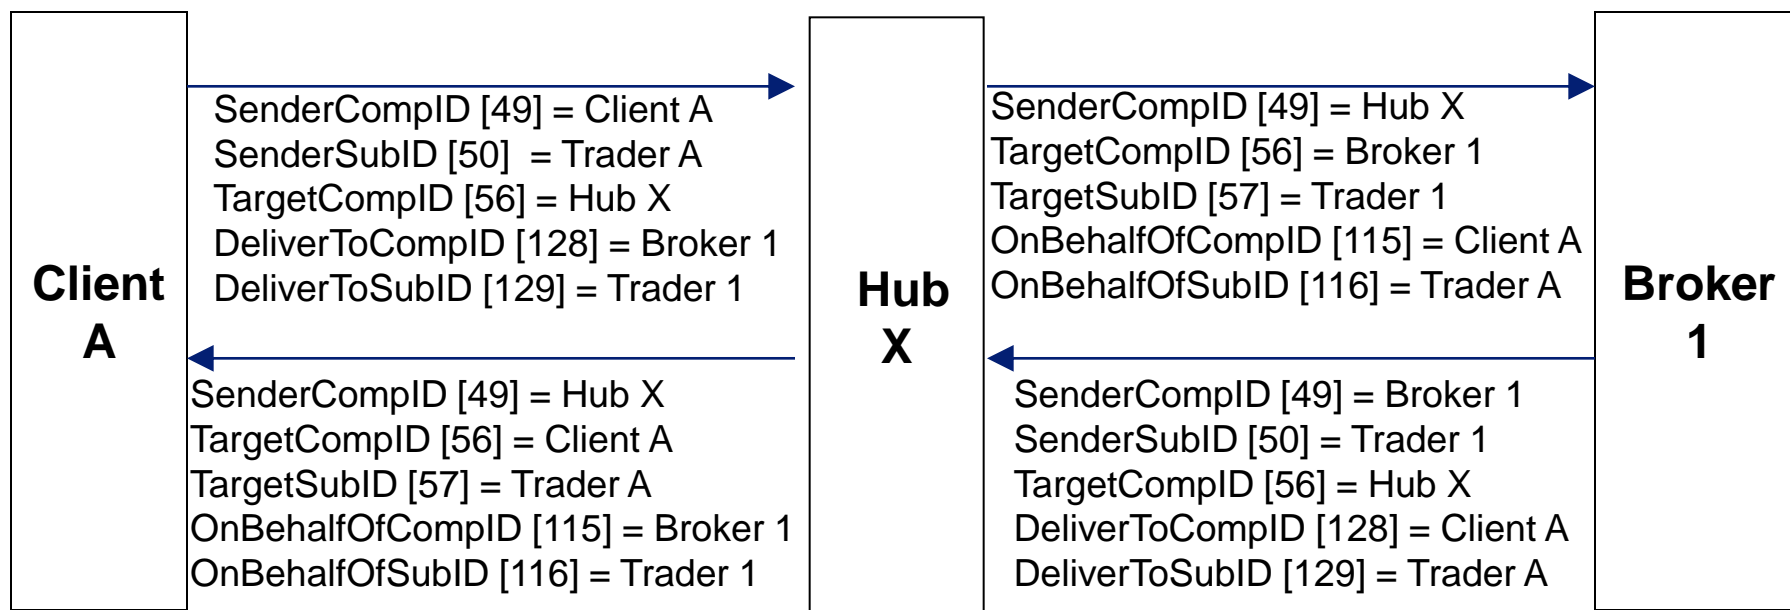 Client
A
SenderCompID [49] = Client A
SenderSubID [50]  = Trader A
TargetCompID [56] = Hub X
DeliverToCompID [128] = Broker 1
DeliverToSubID [129] = Trader 1
SenderCompID [49] = Hub X
TargetCompID [56] = Client A
TargetSubID [57] = Trader A
OnBehalfOfCompID [115] = Broker 1
OnBehalfOfSubID [116] = Trader 1
Hub
X
SenderCompID [49] = Hub X
TargetCompID [56] = Broker 1
TargetSubID [57] = Trader 1
OnBehalfOfCompID [115] = Client A
OnBehalfOfSubID [116] = Trader A
SenderCompID [49] = Broker 1
SenderSubID [50] = Trader 1
TargetCompID [56] = Hub X
DeliverToCompID [128] = Client A
DeliverToSubID [129] = Trader A
Broker
1